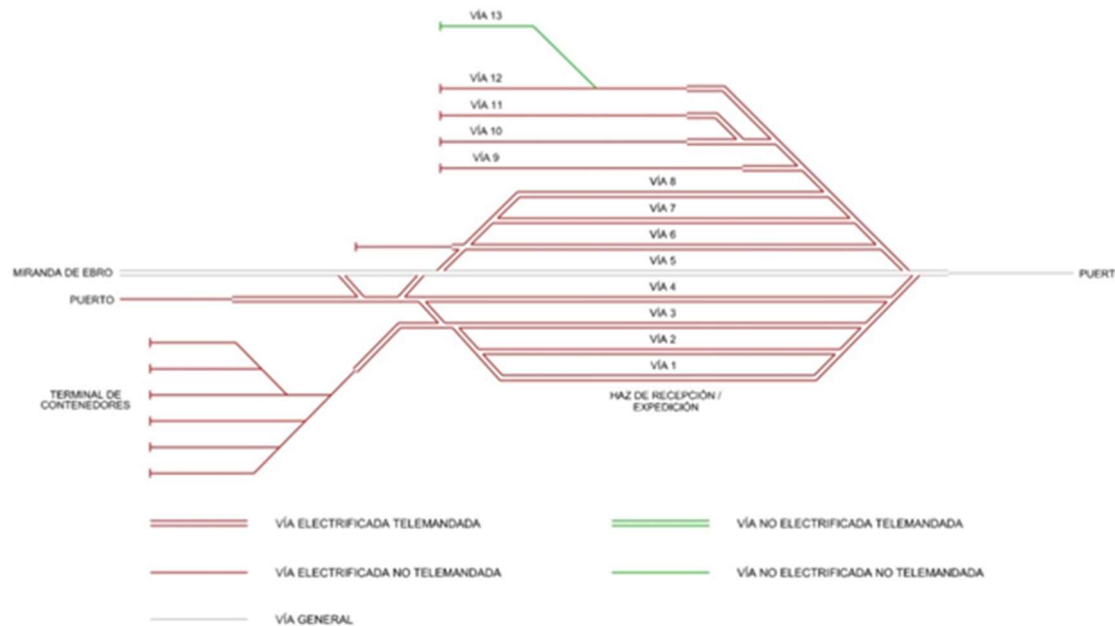 VÍA 13
VÍA 12
VÍA 11
VÍA 10
VÍA 9
VÍA 8
VÍA 7
VÍA 6
MIRANDA DE EBRO
VÍA 5
PUERT
PUERTO
VÍA 4
VÍA 3
VÍA 2
VÍA 1
TERMINAL DE
CONTENEDORES
HAZ DE RECEPCIÓN /
EXPEDICIÓN
VÍA ELECTRIFICADA TELEMANDADA
VÍA NO ELECTRIFICADA TELEMANDADA
VÍA ELECTRIFICADA NO TELEMANDADA
VÍA NO ELECTRIFICADA NO TELEMANDADA
VÍA GENERAL